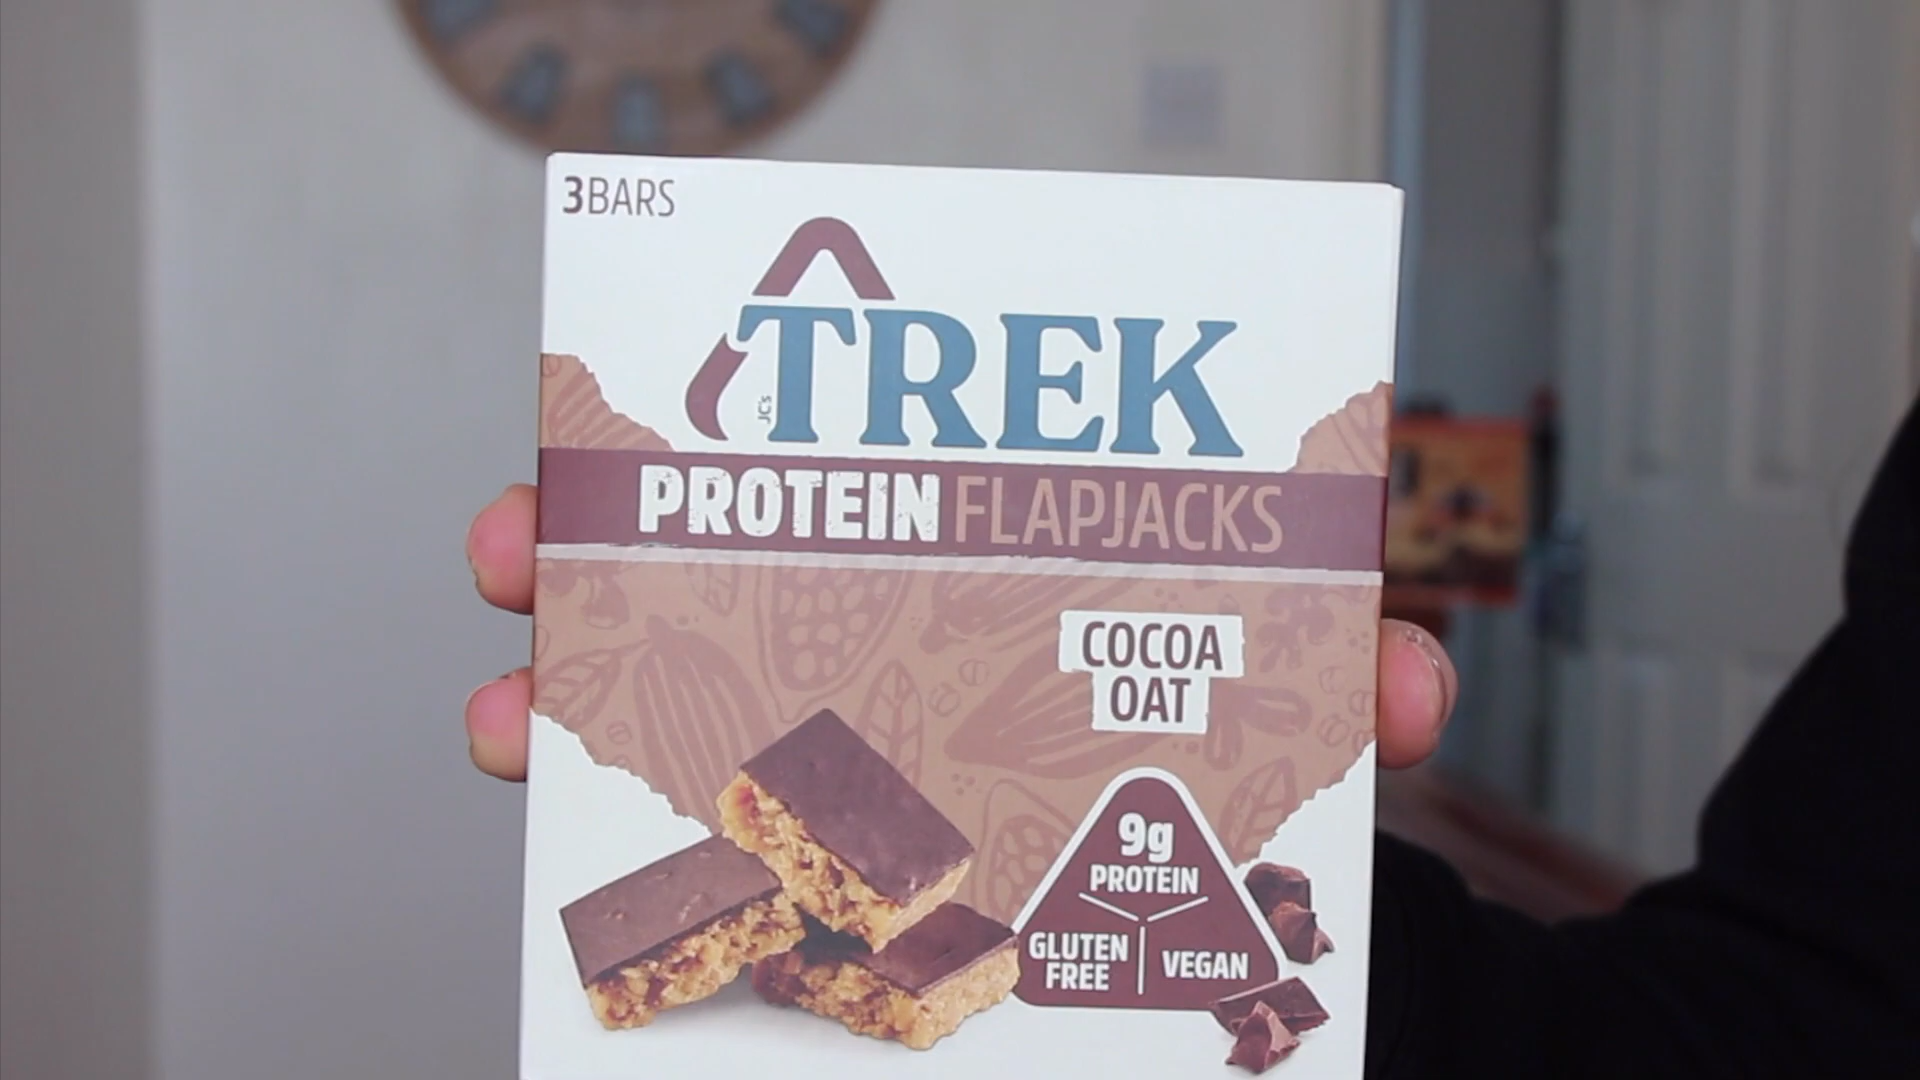 3BARS
JC's
TREK
PROTEIN FLAPJACKS
COCOA
OAT
9g
PROTEIN
GLUTEN
FREE
VEGAN